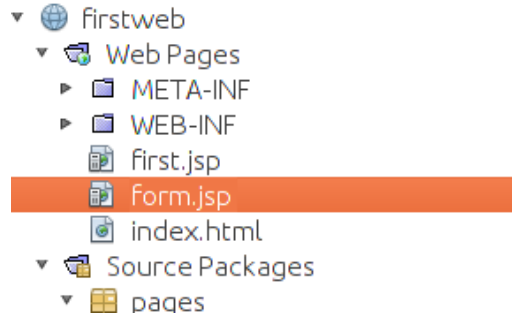 firstweb
Web Pages
META-INF
WEB-INF
first.jsp
form.jsp
index.html
Source Packages
pages